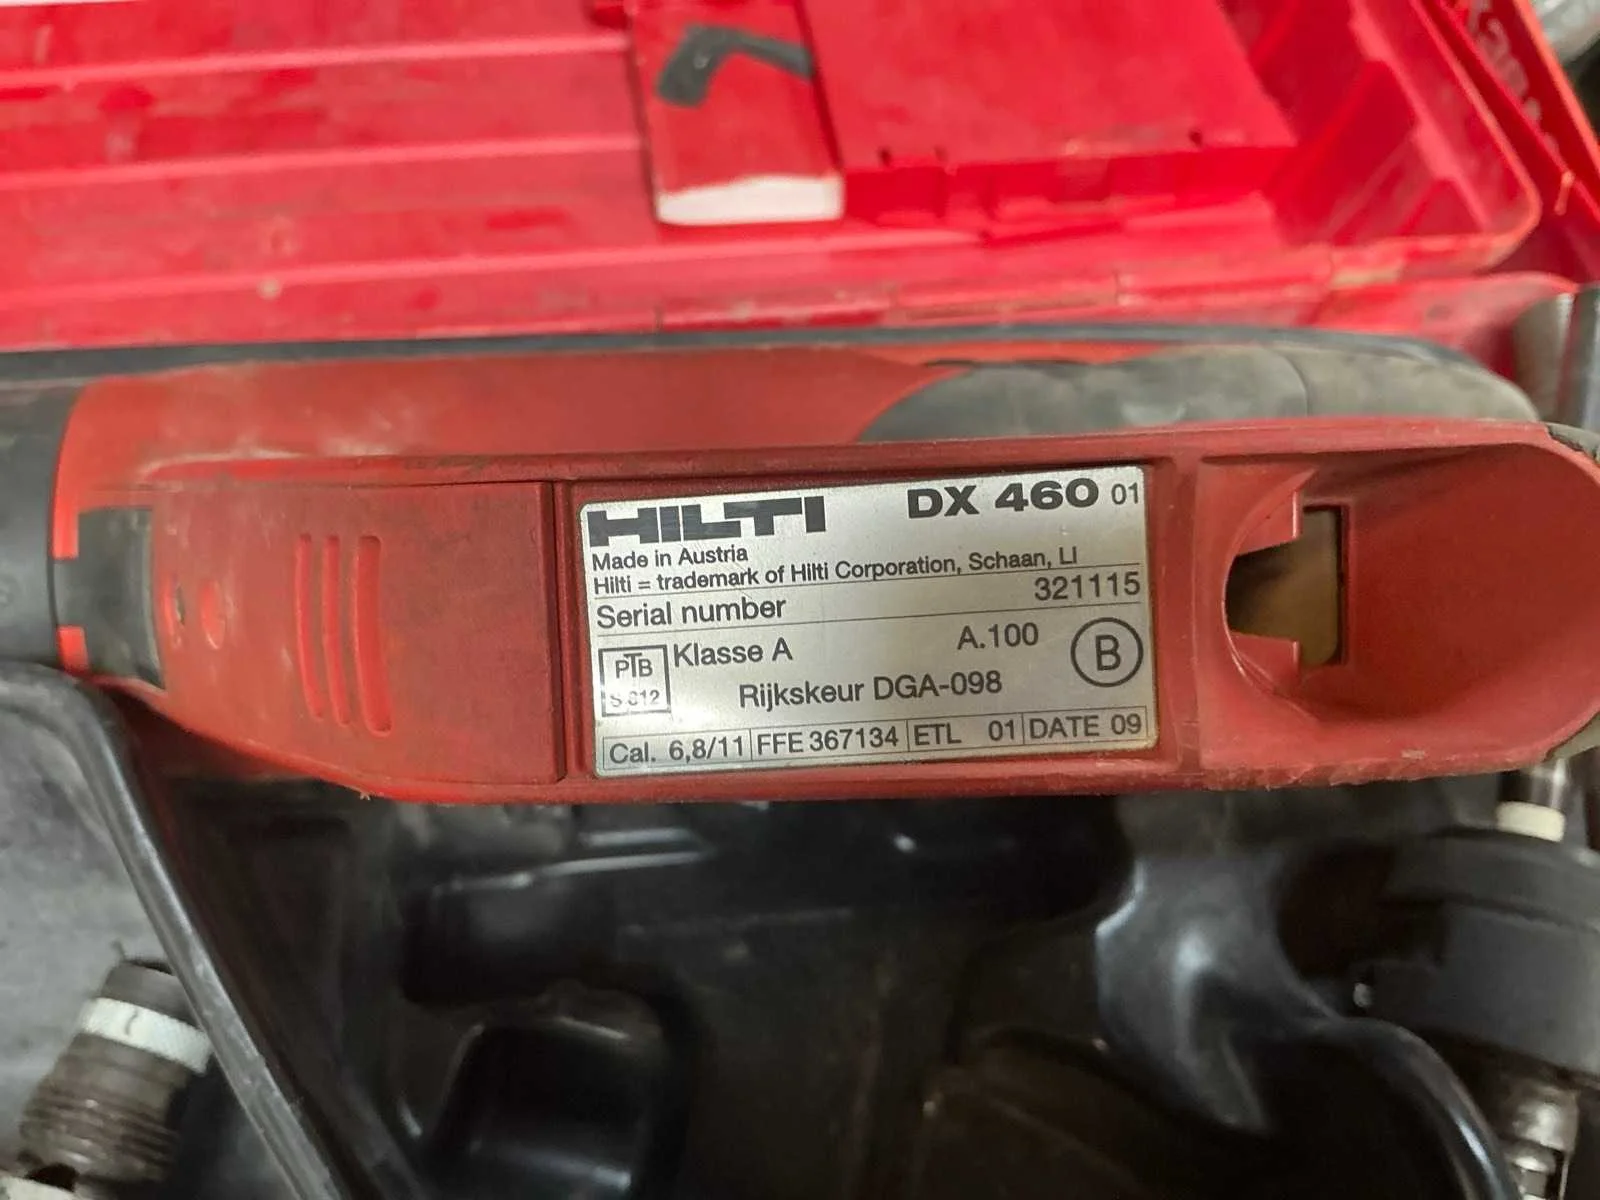 HILTI DX 460 01
Made in Austria
Hilti = trademark of Hilti Corporation, Schaan, LI
Serial number 321115
PTB
S 812
Klasse A A.100 B
Rijkskeur DGA-098
Cal. 6,8/11 FFE 367134 ETL 01 DATE 09